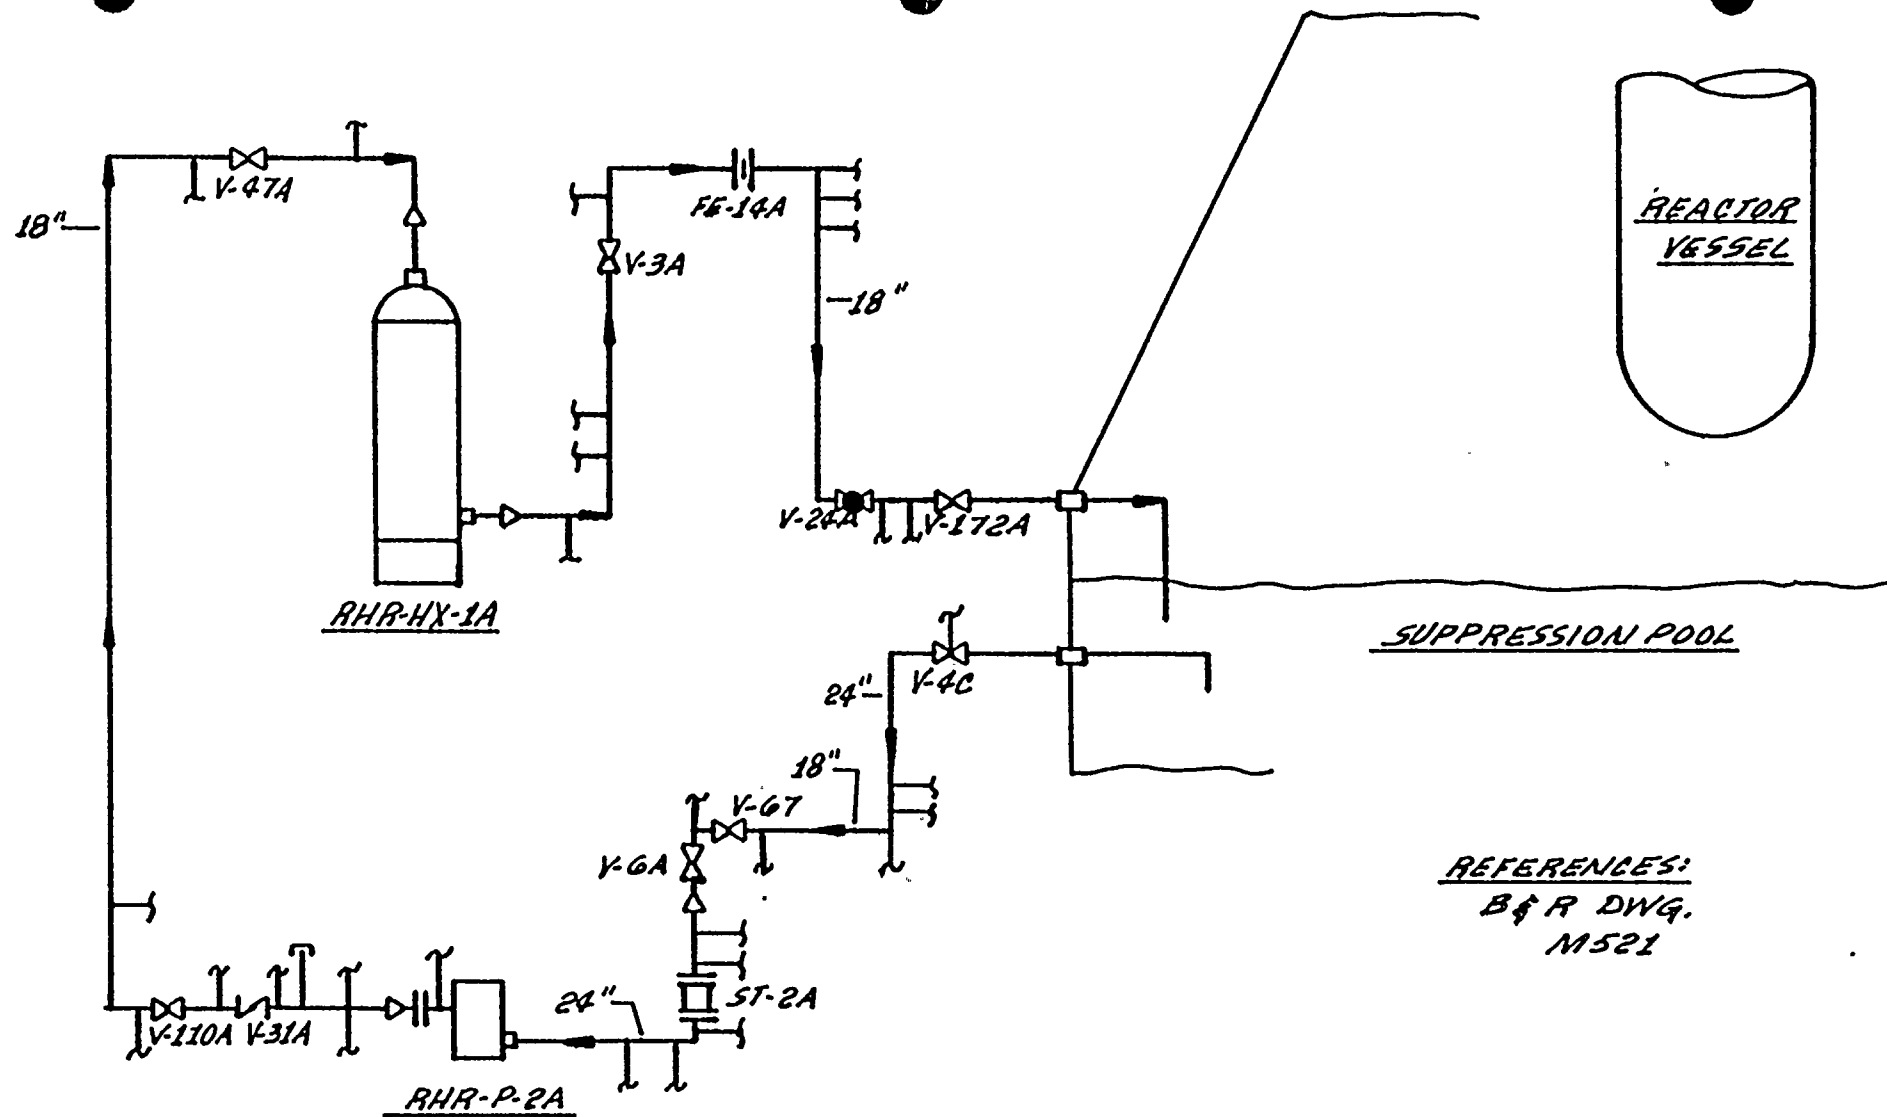 V-47A
18"
FE-14A
V-3A
18"
REACTOR
VESSEL
V-24A
V-172A
RHR-HX-1A
SUPPRESSION POOL
V-4C
24"
18"
V-67
V-6A
REFERENCES:
B & R DWG.
M521
ST-2A
24"
V-110A
V-31A
RHR-P-2A